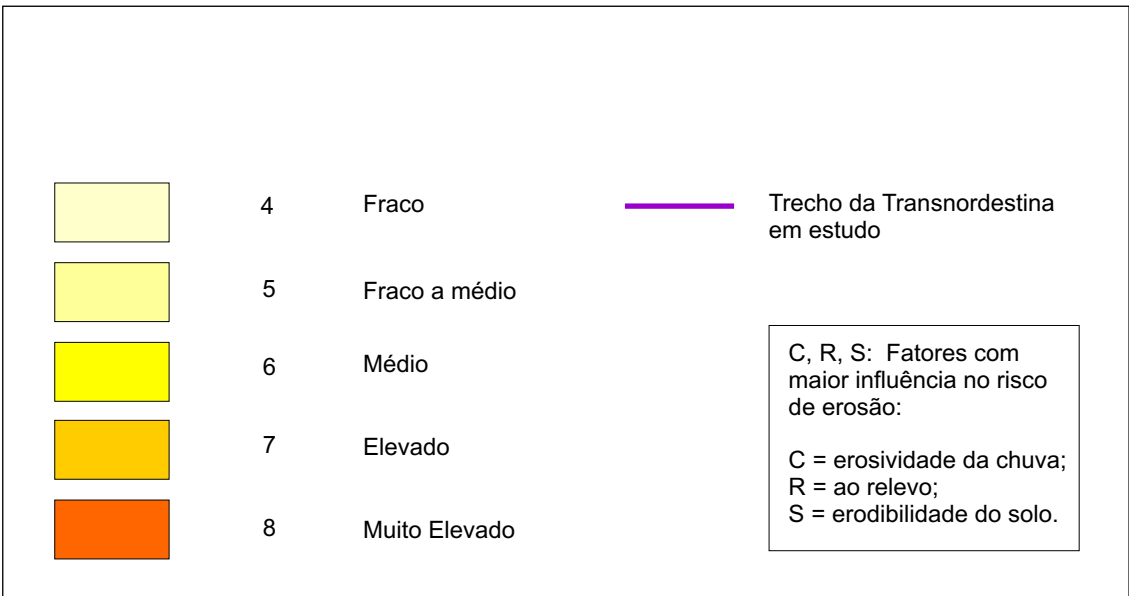 4 Fraco
5 Fraco a médio
6 Médio
7 Elevado
8 Muito Elevado
Trecho da Transnordestina
em estudo
C, R, S: Fatores com
maior influência no risco
de erosão:
C = erosividade da chuva;
R = ao relevo;
S = erodibilidade do solo.